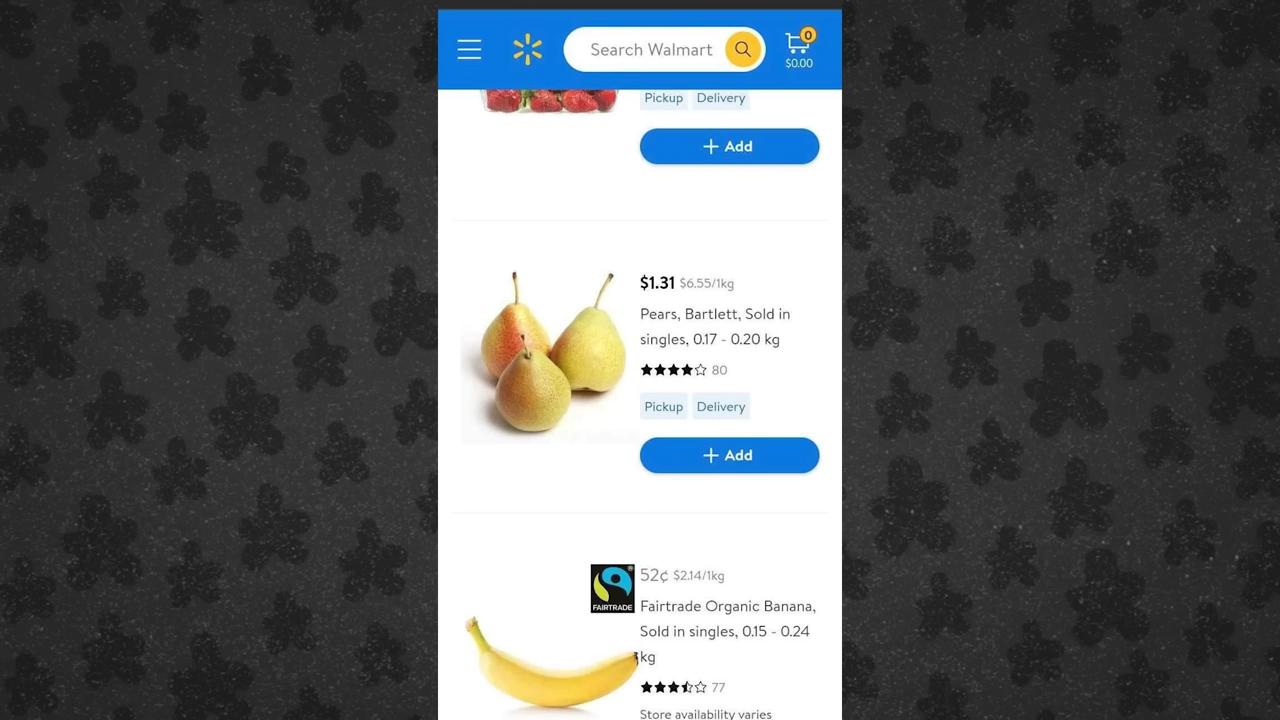 Search Walmart
0
$0.00
Pickup Delivery
+ Add
$1.31 $6.55/1kg
Pears, Bartlett, Sold in
singles, 0.17 - 0.20 kg
80
Pickup Delivery
+ Add
FAIRTRADE
52¢ $2.14/1kg
Fairtrade Organic Banana,
Sold in singles, 0.15 - 0.24
kg
77
Store availability varies